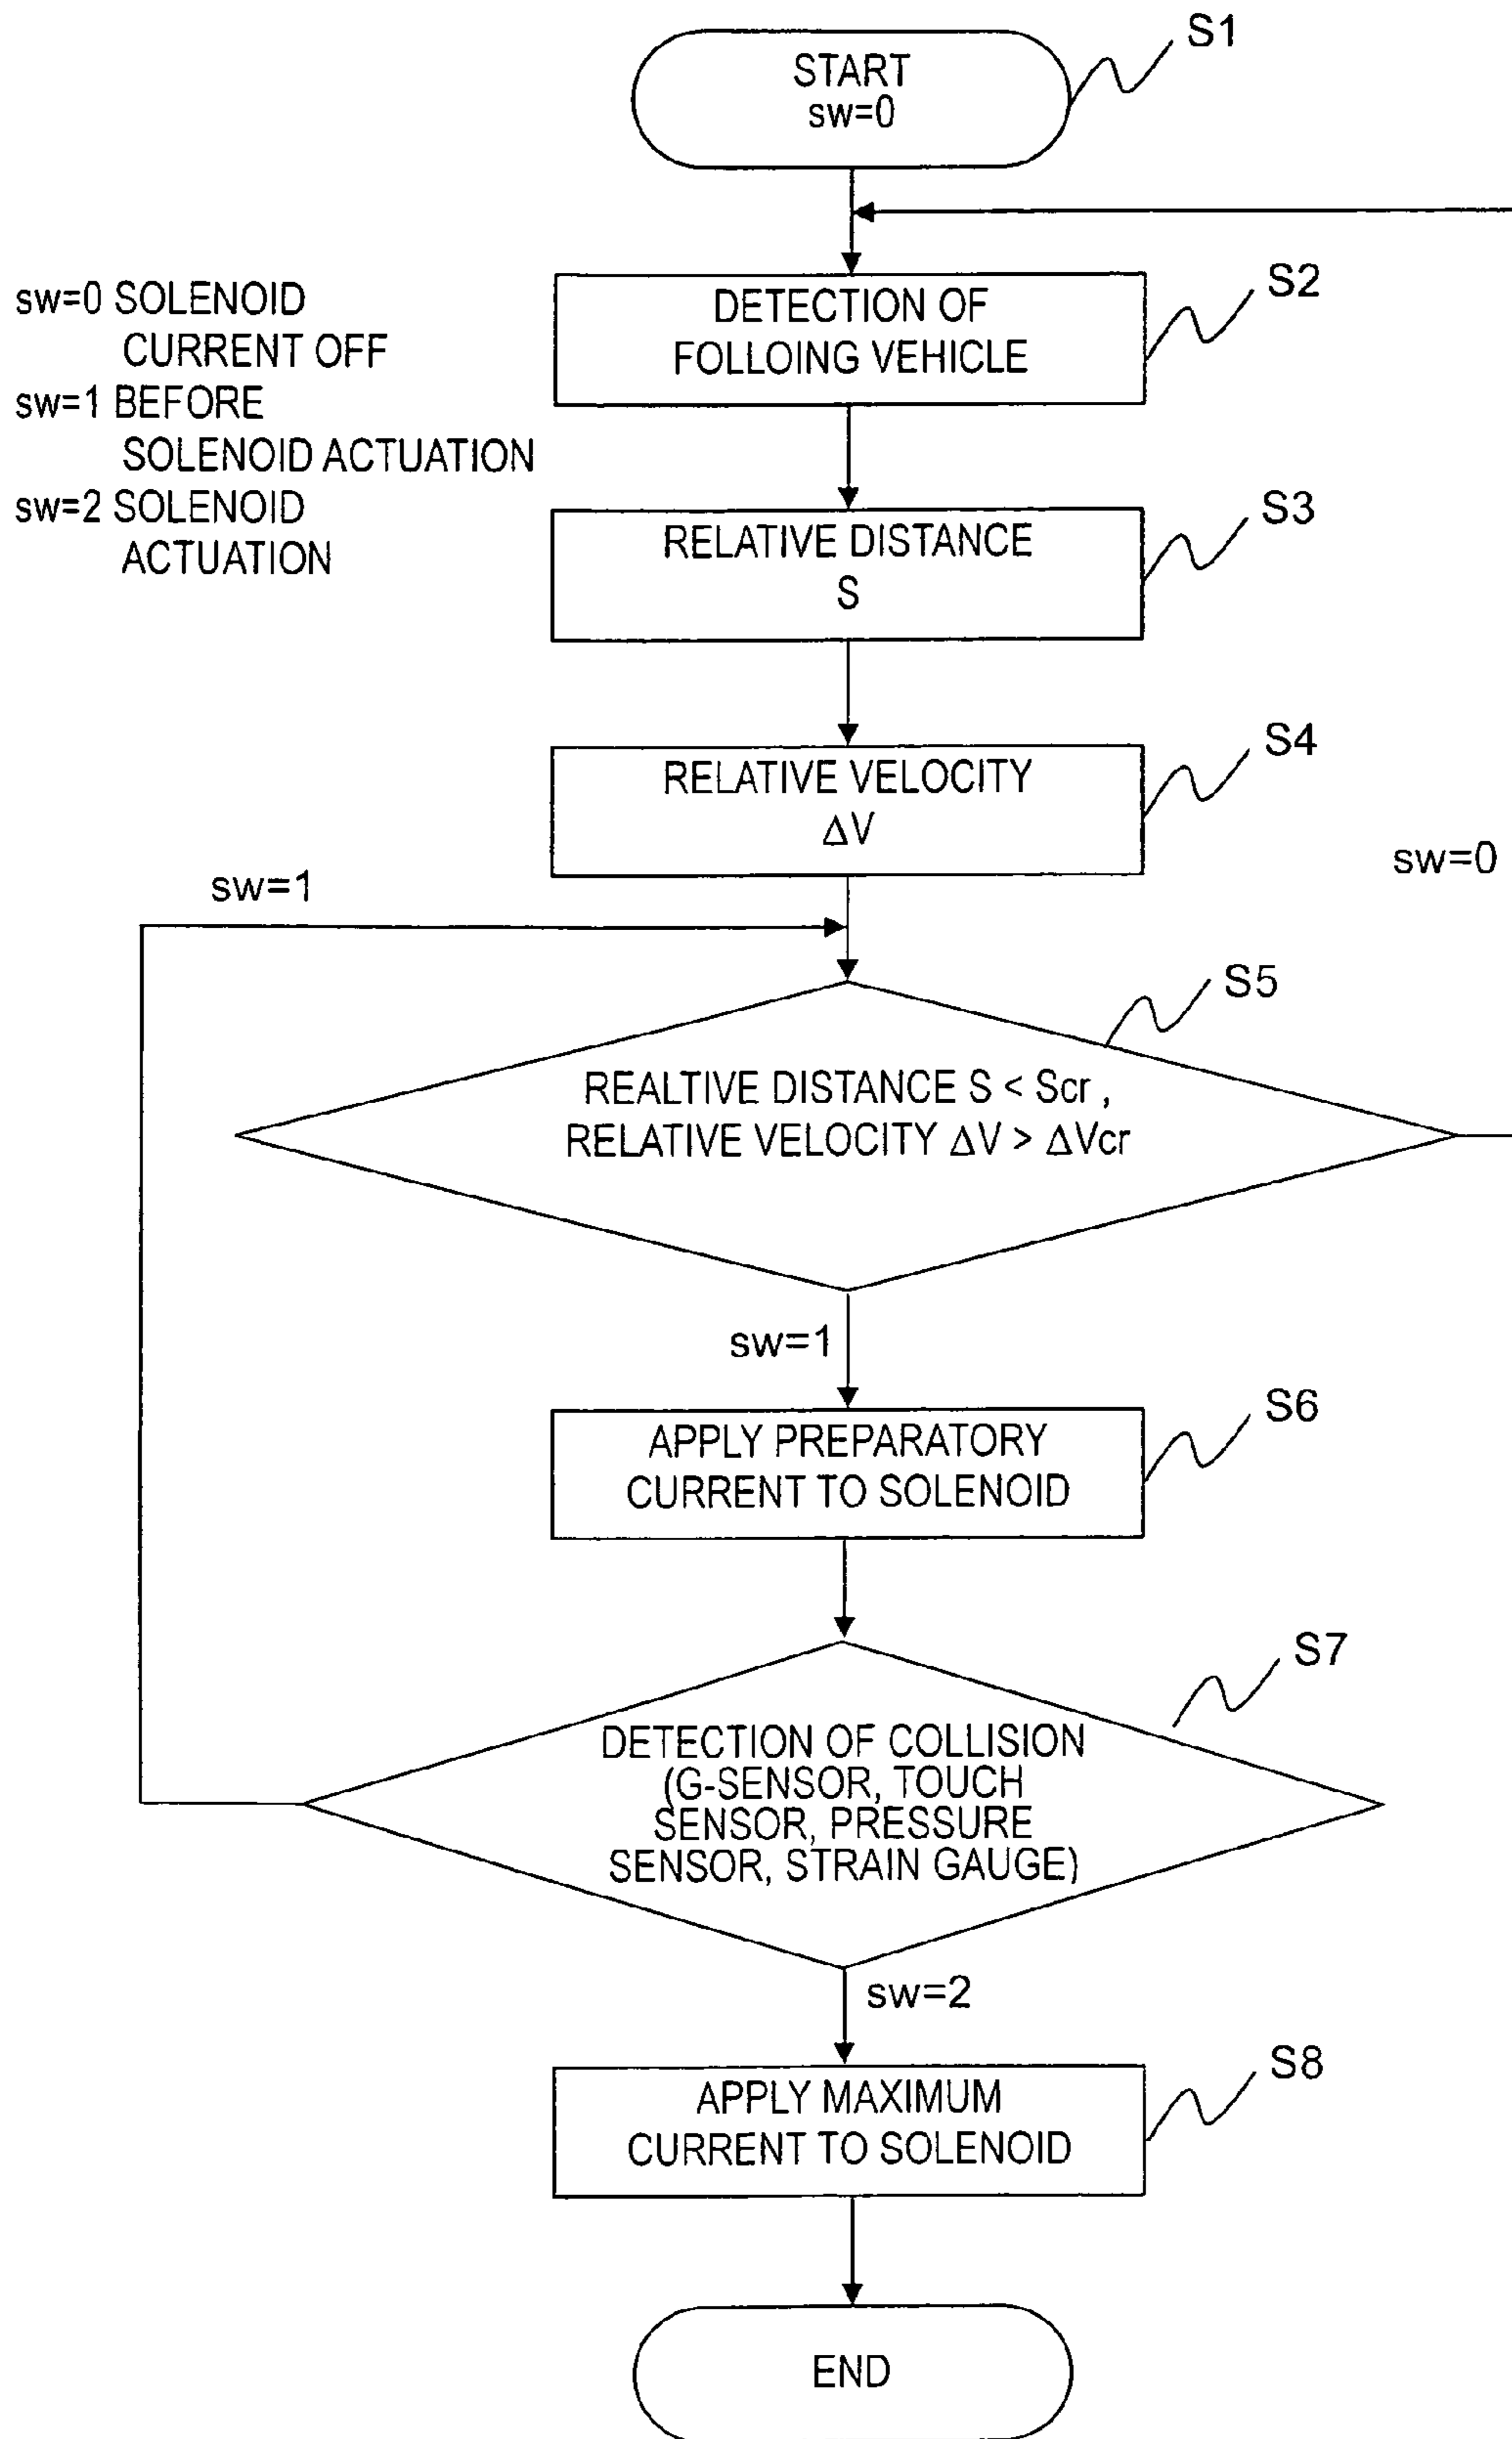 START
sw=0
S1
sw=0 SOLENOID
CURRENT OFF
sw=1 BEFORE
SOLENOID ACTUATION
sw=2 SOLENOID
ACTUATION
DETECTION OF
FOLLOING VEHICLE
S2
RELATIVE DISTANCE
S
S3
RELATIVE VELOCITY
ΔV
S4
sw=0
sw=1
REALTIVE DISTANCE S < Scr ,
RELATIVE VELOCITY ΔV > ΔVcr
S5
sw=1
APPLY PREPARATORY
CURRENT TO SOLENOID
S6
DETECTION OF COLLISION
(G-SENSOR, TOUCH
SENSOR, PRESSURE
SENSOR, STRAIN GAUGE)
S7
sw=2
APPLY MAXIMUM
CURRENT TO SOLENOID
S8
END